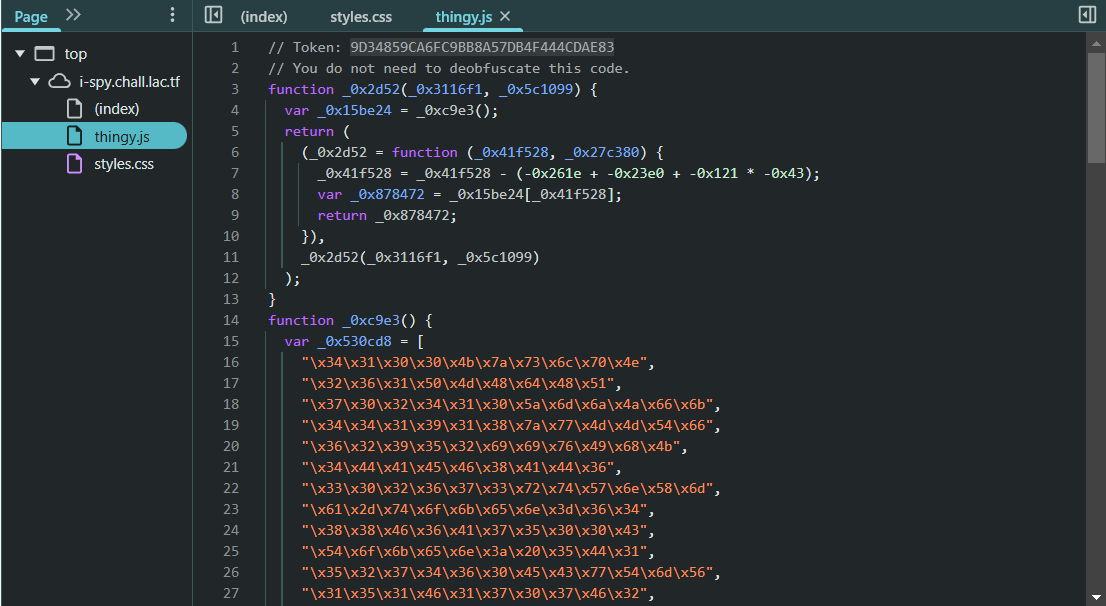 Page
(index)
styles.css
thingy.js
top
i-spy.chall.lac.tf
(index)
thingy.js
styles.css
1 // Token: 9D34859CA6FC9BB8A57DB4F444CDAE83
2 // You do not need to deobfuscate this code.
3 function _0x2d52(_0x3116f1, _0x5c1099) {
4 var _0x15be24 = _0xc9e3();
5 return (
6 (_0x2d52 = function (_0x41f528, _0x27c380) {
7 _0x41f528 = _0x41f528 - (-0x261e + -0x23e0 + -0x121 * -0x43);
8 var _0x878472 = _0x15be24[_0x41f528];
9 return _0x878472;
10 }),
11 _0x2d52(_0x3116f1, _0x5c1099)
12 );
13 }
14 function _0xc9e3() {
15 var _0x530cd8 = [
16 "\x34\x31\x30\x30\x4b\x7a\x73\x6c\x70\x4e",
17 "\x32\x36\x31\x50\x4d\x48\x64\x48\x51",
18 "\x37\x30\x32\x34\x31\x30\x5a\x6d\x6a\x4a\x66\x6b",
19 "\x34\x34\x31\x39\x31\x38\x7a\x77\x4d\x4d\x54\x66",
20 "\x36\x32\x39\x35\x32\x69\x69\x76\x49\x68\x4b",
21 "\x34\x44\x41\x45\x46\x38\x41\x44\x36",
22 "\x33\x30\x32\x36\x37\x33\x72\x74\x57\x6e\x58\x6d",
23 "\x61\x2d\x74\x6f\x6b\x65\x6e\x3d\x36\x34",
24 "\x38\x38\x46\x36\x41\x37\x35\x30\x30\x43",
25 "\x54\x6f\x6b\x65\x6e\x3a\x20\x35\x44\x31",
26 "\x35\x32\x37\x34\x36\x30\x45\x43\x77\x54\x6d\x56",
27 "\x31\x35\x31\x46\x31\x37\x30\x37\x46\x32",